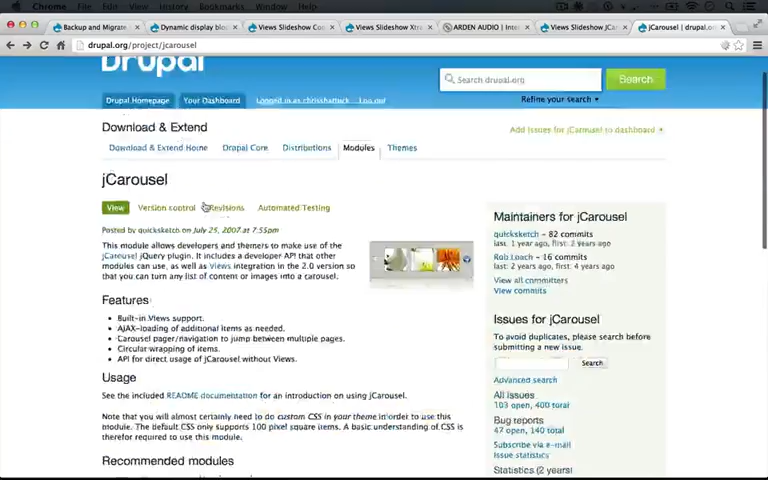 Chrome File Edit View History Bookmarks Window Help
Backup and Migrate
Dynamic display blo
Views Slideshow Con
Views Slideshow Xtr
ARDEN AUDIO | Inter
Views Slideshow JCa
jCarousel | drupal.or
drupal.org/project/jcarousel
Drupal
Search drupal.org
Search
Refine your search
Drupal Homepage
Your Dashboard
Logged in as chrisshattuck
Log out
Download & Extend
Add issues for jCarousel to dashboard
Download & Extend Home
Drupal Core
Distributions
Modules
Themes
jCarousel
View
Version control
Revisions
Automated Testing
Posted by quicksketch on July 25, 2007 at 7:55pm
This module allows developers and themers to make use of the
jCarousel jQuery plugin. It includes a developer API that other
modules can use, as well as Views integration in the 2.0 version so
that you can turn any list of content or images into a carousel.
Features
Built-in Views support.
AJAX-loading of additional items as needed.
Carousel pager/navigation to jump between multiple pages.
Circular wrapping of items.
API for direct usage of jCarousel without Views.
Usage
See the included README documentation for an introduction on using jCarousel.
Note that you will almost certainly need to do custom CSS in your theme in order to use this
module. The default CSS only supports 100 pixel square items. A basic understanding of CSS is
therefor required to use this module.
Recommended modules
Maintainers for jCarousel
quicksketch – 82 commits
last: 1 year ago, first: 2 years ago
Rob Loach – 16 commits
last: 2 years ago, first: 4 years ago
View all committers
View commits
Issues for jCarousel
To avoid duplicates, please search before
submitting a new issue.
Search
Advanced search
All issues
103 open, 400 total
Bug reports
47 open, 140 total
Subscribe via e-mail
Issue statistics
Statistics (2 years)